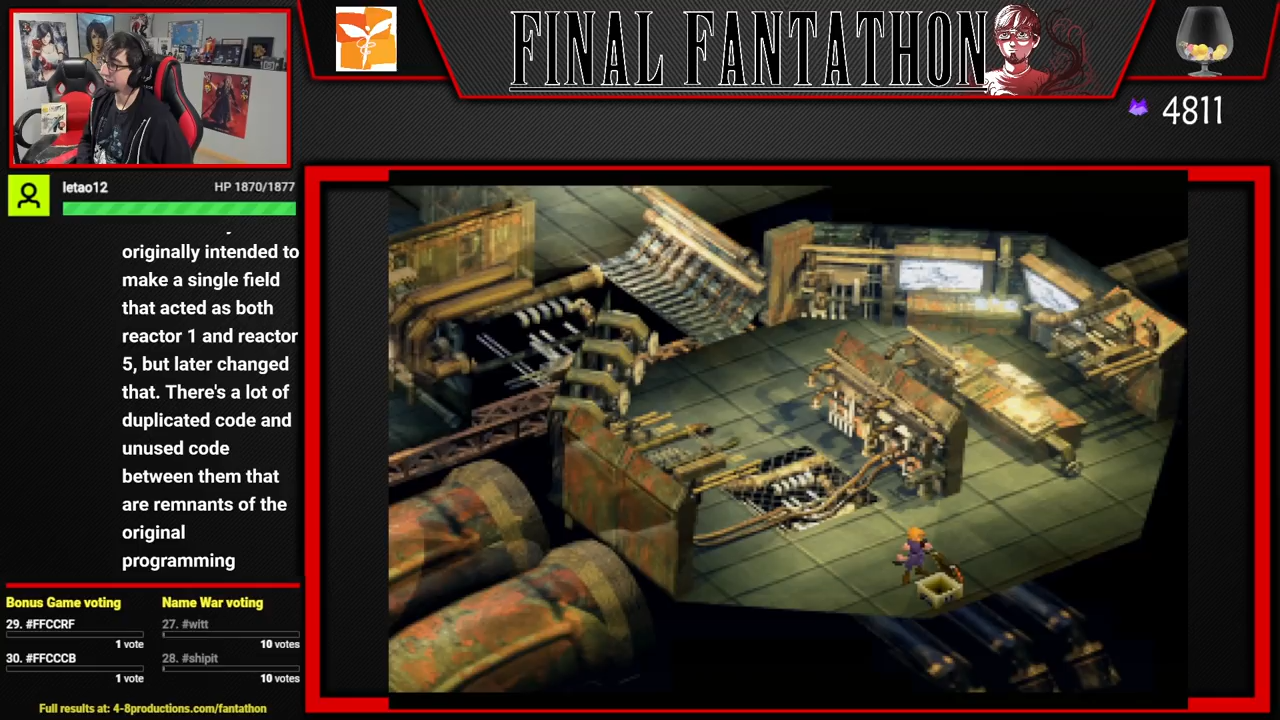 FINAL FANTATHON
4811
letao12
HP 1870/1877
originally intended to
make a single field
that acted as both
reactor 1 and reactor
5, but later changed
that. There's a lot of
duplicated code and
unused code
between them that
are remnants of the
original
programming
Bonus Game voting
29. #FFCCRF
1 vote
30. #FFCCCB
1 vote
Name War voting
27. #witt
10 votes
28. #shipit
10 votes
Full results at: 4-8productions.com/fantathon